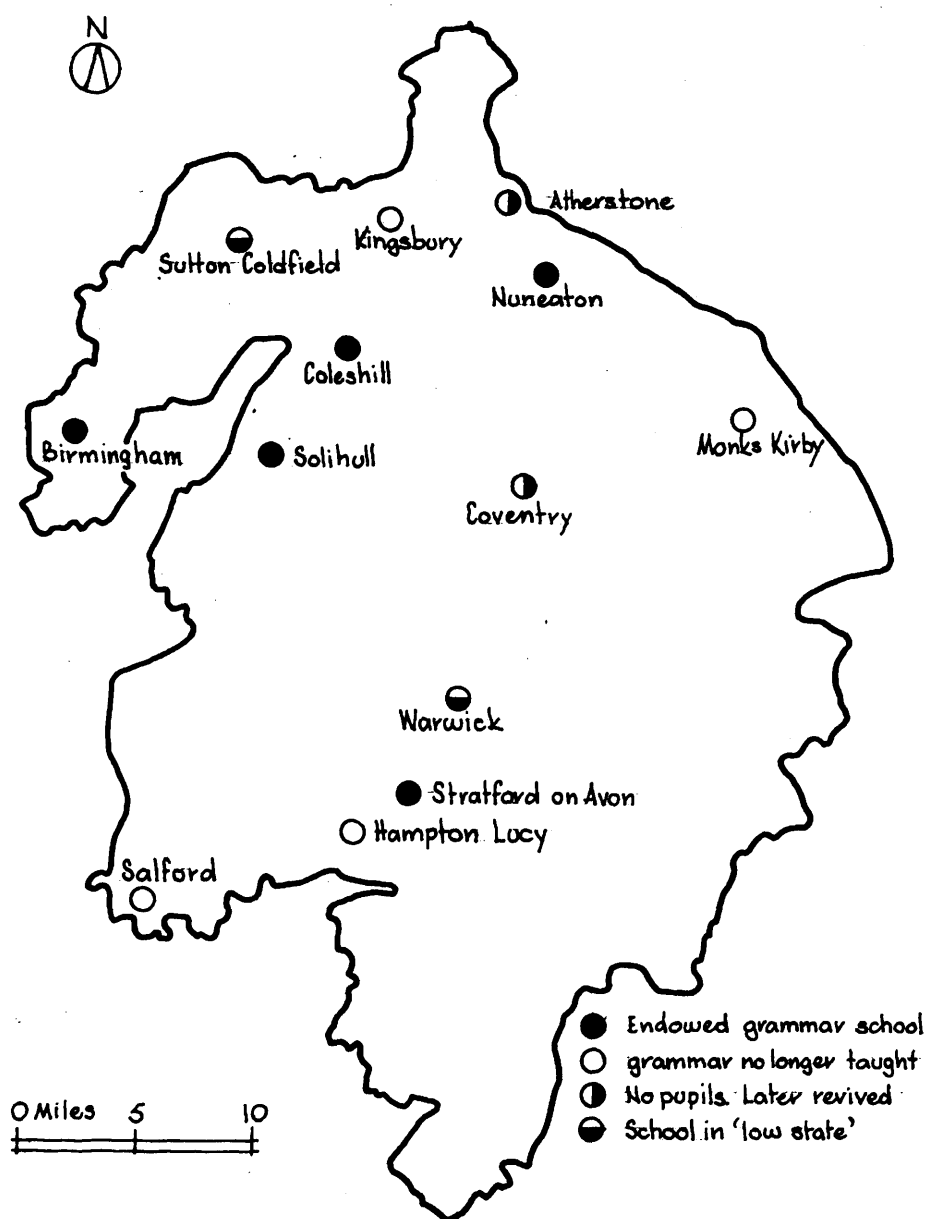 N
Atherstone
Kingsbury
Sutton Coldfield
Nuneaton
Coleshill
Birmingham
Solihull
Monks Kirby
Coventry
Warwick
Stratford on Avon
Hampton Lucy
Salford
Endowed grammar school
grammar no longer taught
No pupils. Later revived
School in 'low state'
0 Miles 5 10